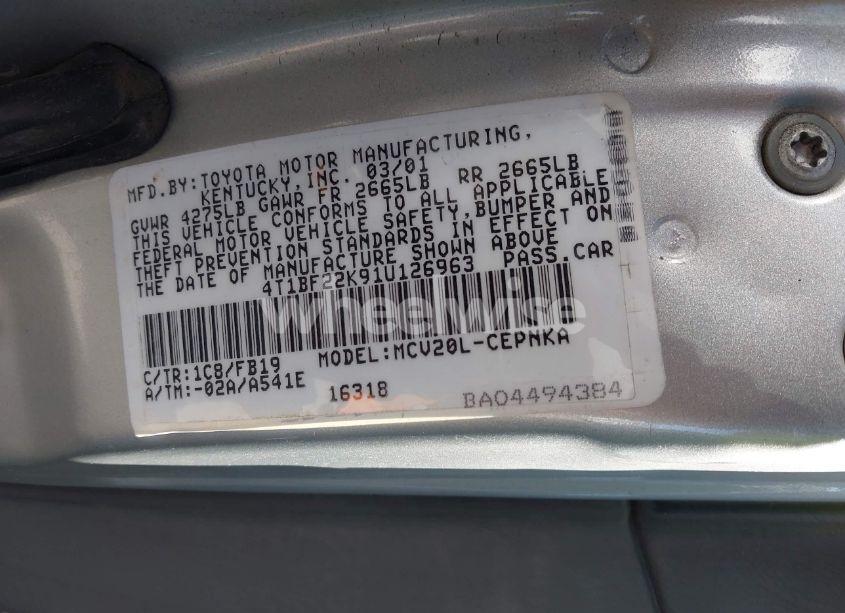 MFD.BY:TOYOTA MOTOR MANUFACTURING,
KENTUCKY,INC. 03/01
GVWR 4275LB GAWR FR 2665LB RR 2665LB
THIS VEHICLE CONFORMS TO ALL APPLICABLE
FEDERAL MOTOR VEHICLE SAFETY,BUMPER AND
THEFT PREVENTION STANDARDS IN EFFECT ON
THE DATE OF MANUFACTURE SHOWN ABOVE
4T1BF22K91U126963 PASS.CAR
wheelwise
C/TR:1C8/FB19 MODEL:MCV20L-CEPNKA
A/TM:-02A/A541E 16318 BA04494384